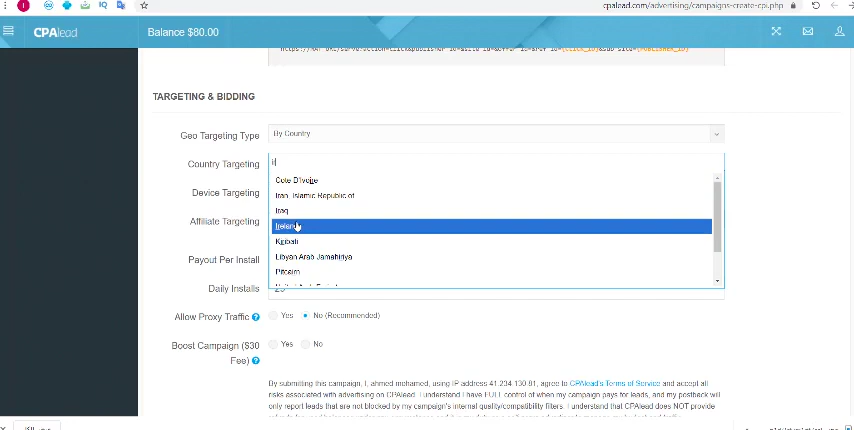 cpalead.com/advertising/campaigns-create-cpi.php
CPAlead
Balance $80.00
TARGETING & BIDDING
Geo Targeting Type
By Country
Country Targeting
Cote D'Ivoire
Device Targeting
Iran, Islamic Republic of
Iraq
Affiliate Targeting
Ireland
Kiribati
Payout Per Install
Libyan Arab Jamahiriya
Pitcairn
Daily Installs
25
Allow Proxy Traffic
Yes
No (Recommended)
Boost Campaign ($30
Fee)
Yes
No
By submitting this campaign, I, ahmed mohamed, using IP address 41.234.130.81, agree to CPAlead's Terms of Service and accept all
risks associated with advertising on CPAlead. I understand I have FULL control of when my campaign pays for leads, and my postback will
only report leads that are not blocked by my campaign's internal quality/compatibility filters. I understand that CPAlead does NOT provide